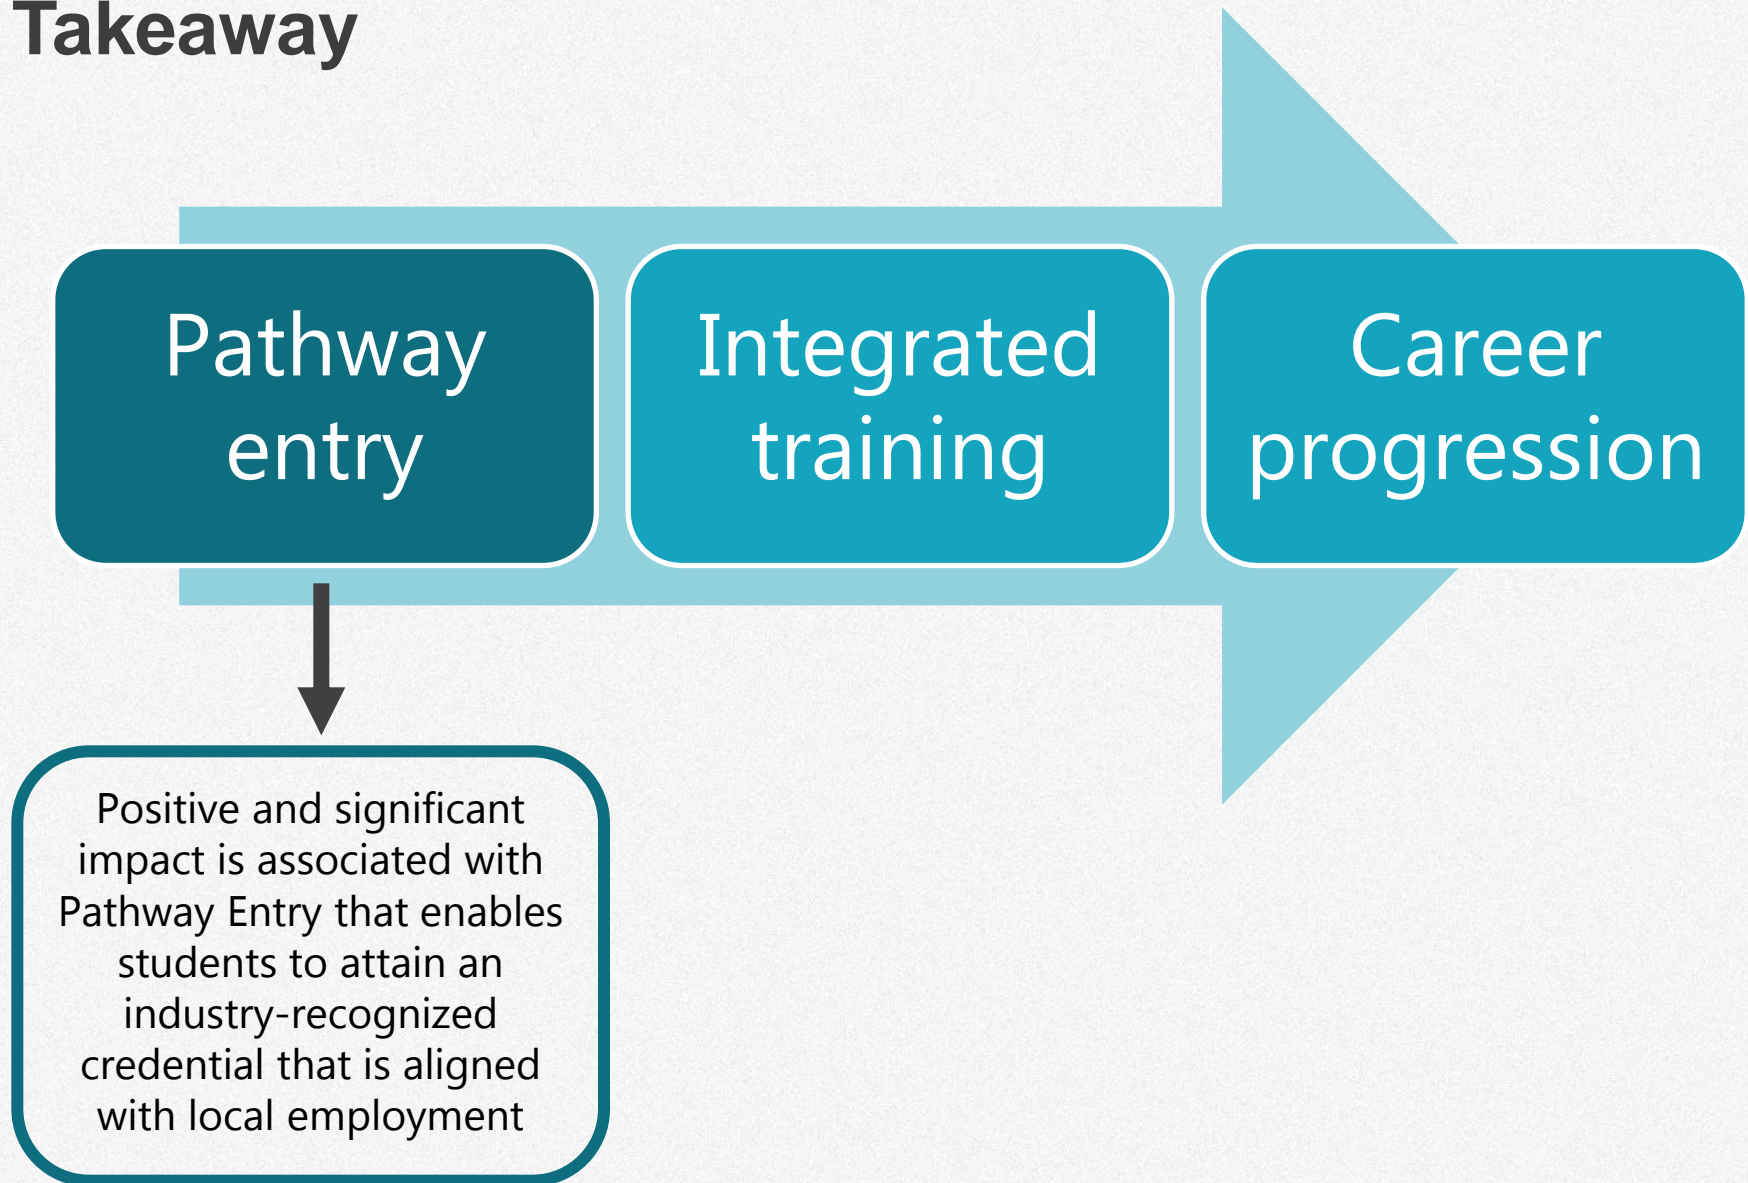 Takeaway
Pathway
entry
Integrated
training
Career
progression
Positive and significant
impact is associated with
Pathway Entry that enables
students to attain an
industry-recognized
credential that is aligned
with local employment